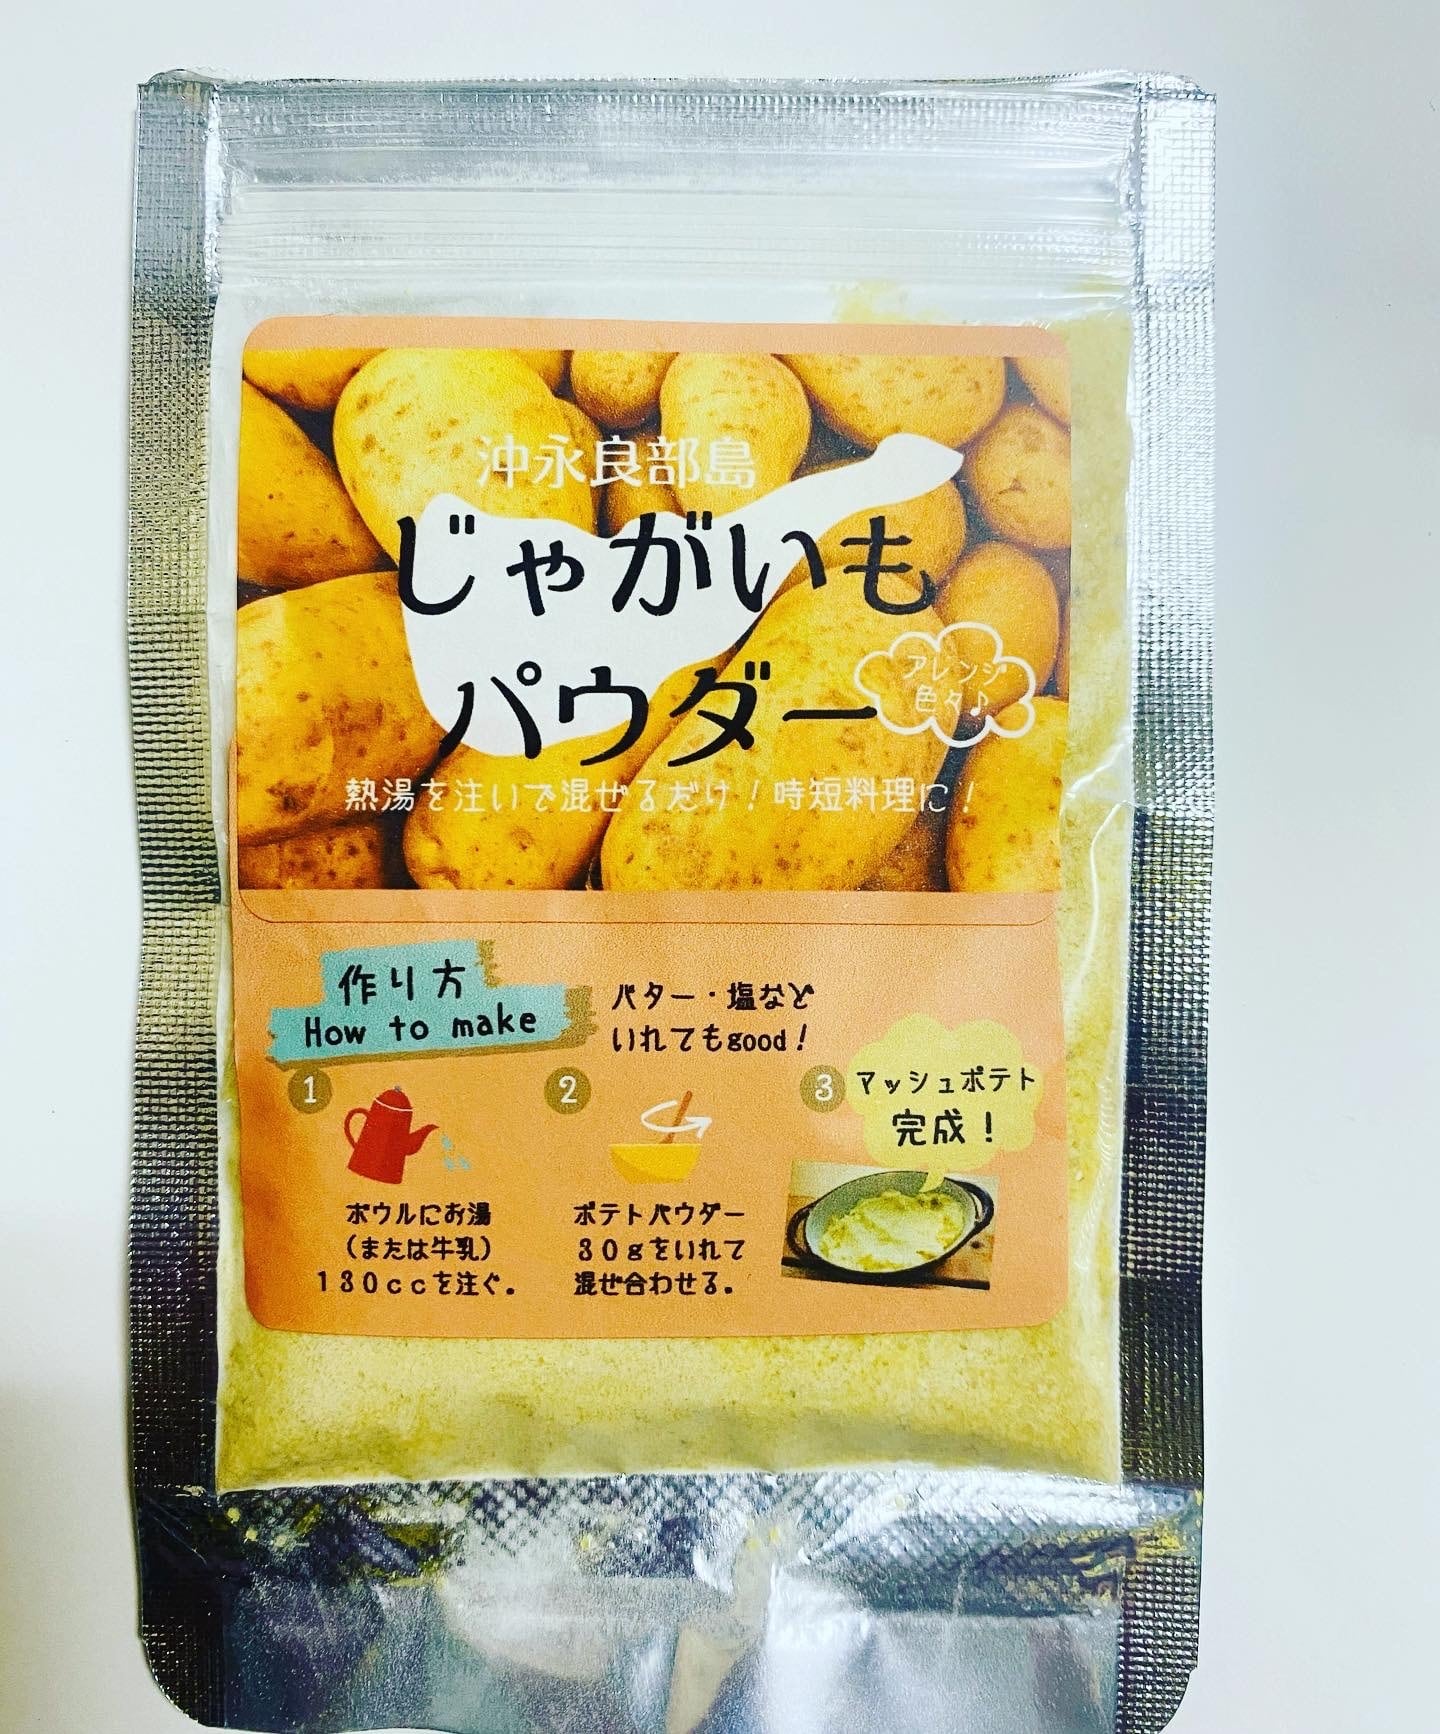 沖永良部島
じゃがいも
パウダー
アレンジ
色々♪
熱湯を注いで混ぜるだけ！時短料理に！
作り方
How to make
バター・塩など
いれてもgood！
1
2
3
マッシュポテト
完成！
ボウルにお湯
（または牛乳）
130ccを注ぐ。
ポテトパウダー
30gをいれて
混ぜ合わせる。